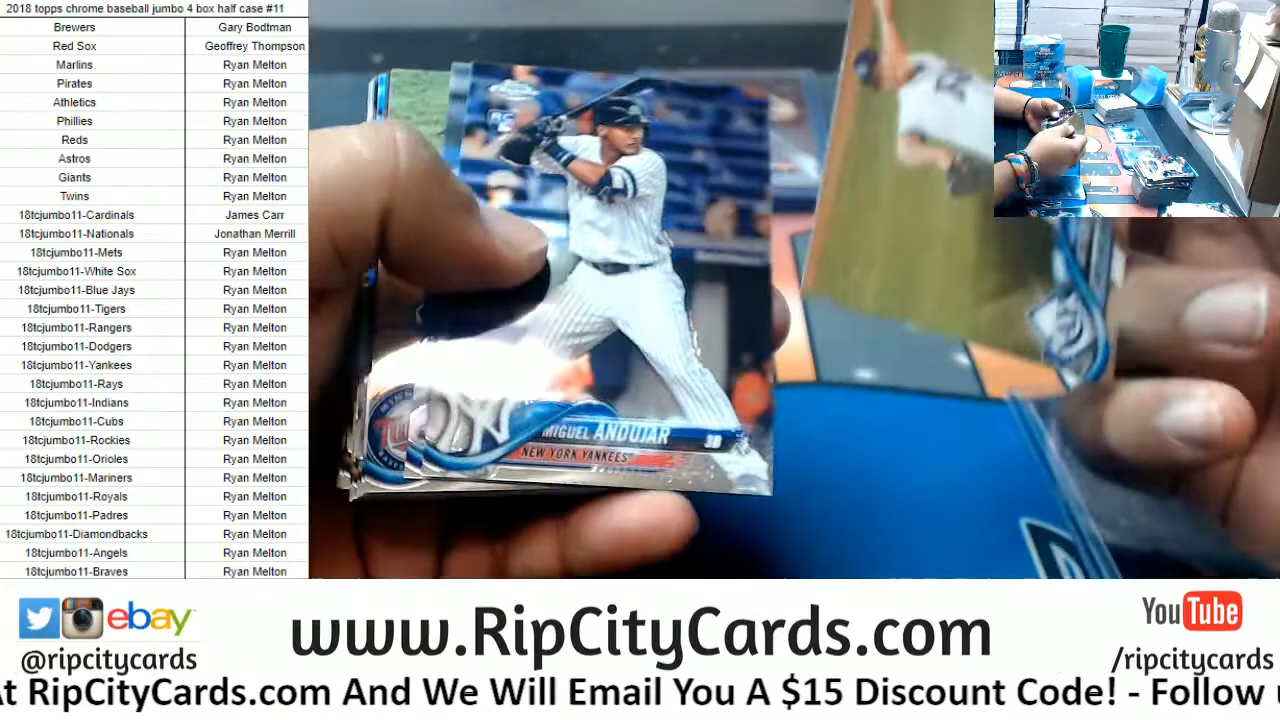 2018 topps chrome baseball jumbo 4 box half case #11
Brewers Gary Bodtman
Red Sox Geoffrey Thompson
Marlins Ryan Melton
Pirates Ryan Melton
Athletics Ryan Melton
Phillies Ryan Melton
Reds Ryan Melton
Astros Ryan Melton
Giants Ryan Melton
Twins Ryan Melton
18tcjumbo11-Cardinals James Carr
18tcjumbo11-Nationals Jonathan Merrill
18tcjumbo11-Mets Ryan Melton
18tcjumbo11-White Sox Ryan Melton
18tcjumbo11-Blue Jays Ryan Melton
18tcjumbo11-Tigers Ryan Melton
18tcjumbo11-Rangers Ryan Melton
18tcjumbo11-Dodgers Ryan Melton
18tcjumbo11-Yankees Ryan Melton
18tcjumbo11-Rays Ryan Melton
18tcjumbo11-Indians Ryan Melton
18tcjumbo11-Cubs Ryan Melton
18tcjumbo11-Rockies Ryan Melton
18tcjumbo11-Orioles Ryan Melton
18tcjumbo11-Mariners Ryan Melton
18tcjumbo11-Royals Ryan Melton
18tcjumbo11-Padres Ryan Melton
18tcjumbo11-Diamondbacks Ryan Melton
18tcjumbo11-Angels Ryan Melton
18tcjumbo11-Braves Ryan Melton
RC
MIGUEL ANDUJAR 3B
NEW YORK YANKEES
ebay
@ripcitycards
www.RipCityCards.com
YouTube
/ripcitycards
At RipCityCards.com And We Will Email You A $15 Discount Code! - Follow